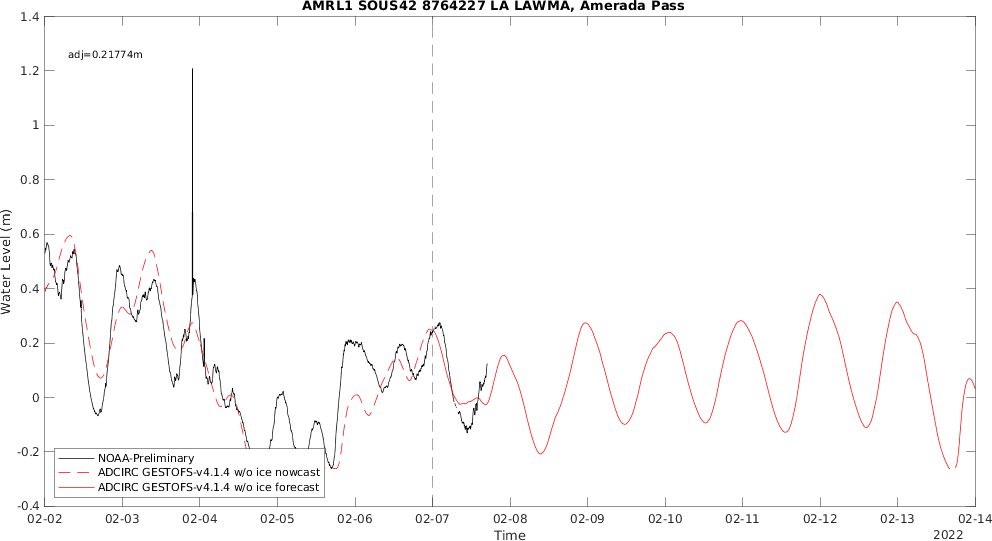 AMRL1 SOUS42 8764227 LA LAWMA, Amerada Pass
adj=0.21774m
Water Level (m)
1.4
1.2
1
0.8
0.6
0.4
0.2
0
-0.2
-0.4
NOAA-Preliminary
ADCIRC GESTOFS-v4.1.4 w/o ice nowcast
ADCIRC GESTOFS-v4.1.4 w/o ice forecast
02-02 02-03 02-04 02-05 02-06 02-07 02-08 02-09 02-10 02-11 02-12 02-13 02-14
Time
2022